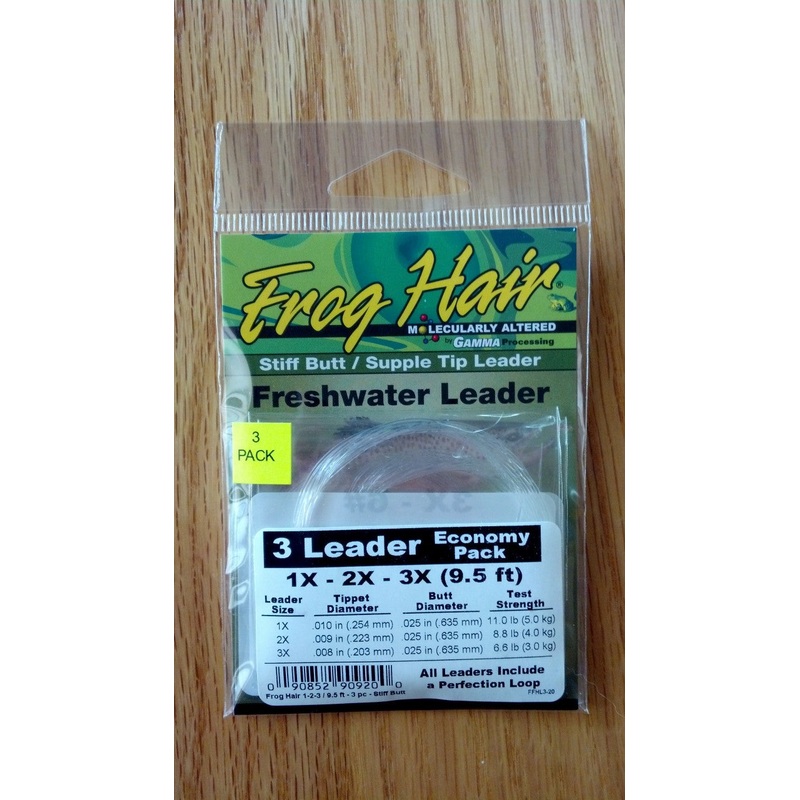 Frog Hair®
MOLECULARLY ALTERED
by GAMMA Processing
Stiff Butt / Supple Tip Leader
Freshwater Leader
3
PACK
3X - 6#
3 Leader Economy Pack
1X - 2X - 3X (9.5 ft)
Leader Size Tippet Diameter Butt Diameter Test Strength
1X .010 in (.254 mm) .025 in (.635 mm) 11.0 lb (5.0 kg)
2X .009 in (.223 mm) .025 in (.635 mm) 8.8 lb (4.0 kg)
3X .008 in (.203 mm) .025 in (.635 mm) 6.6 lb (3.0 kg)
All Leaders Include
a Perfection Loop
0 90852 90920 0
Frog Hair 1-2-3 / 9.5 ft - 3 pc - Stiff Butt
FFHL3-20